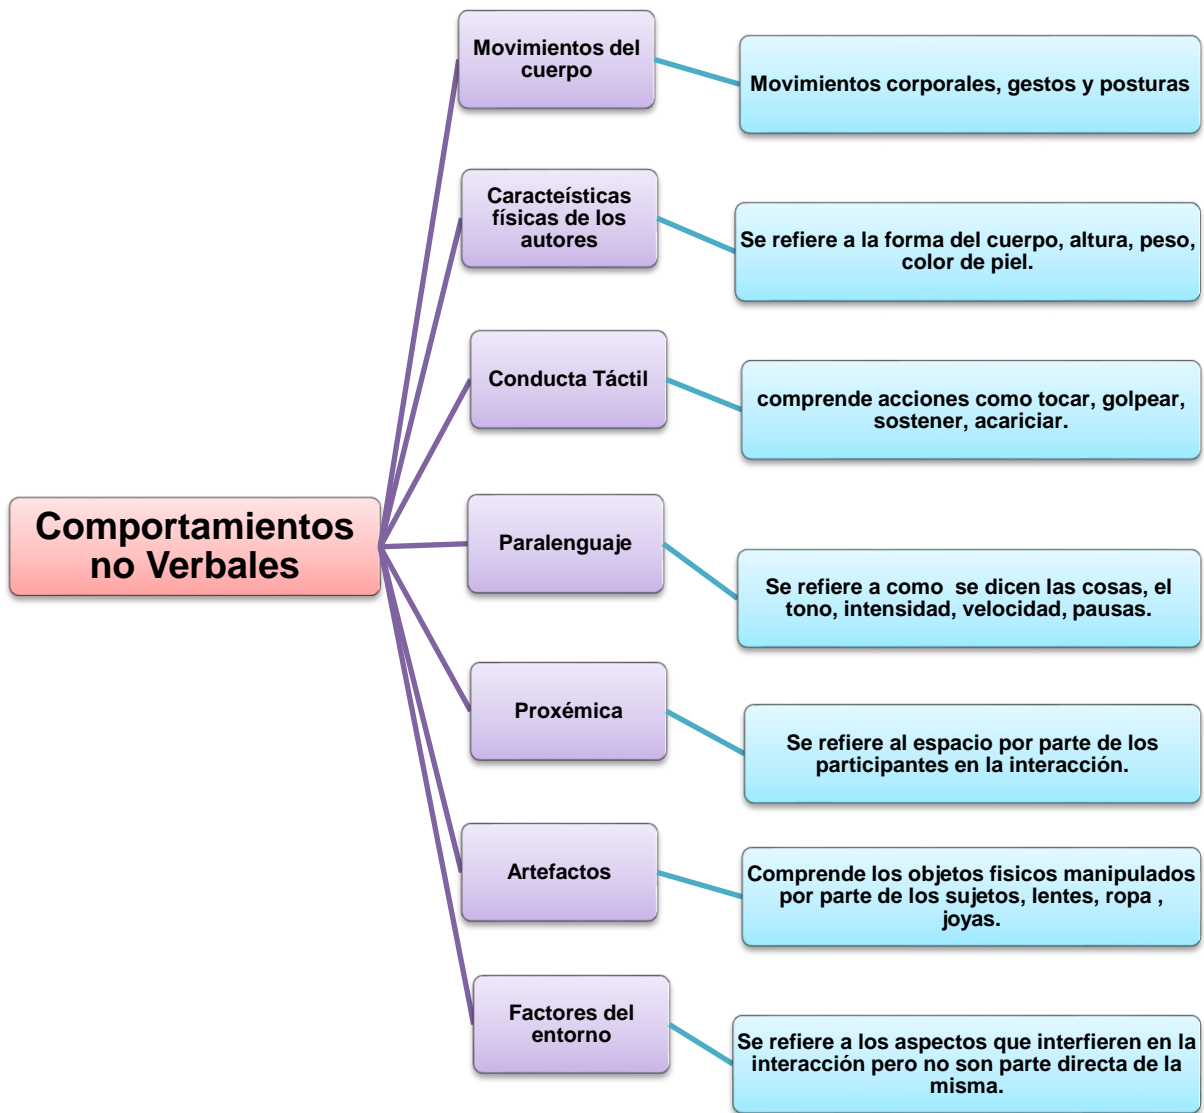 Movimientos del
cuerpo
Movimientos corporales, gestos y posturas
Caracteísticas
físicas de los
autores
Se refiere a la forma del cuerpo, altura, peso,
color de piel.
Conducta Táctil
comprende acciones como tocar, golpear,
sostener, acariciar.
Comportamientos
no Verbales
Paralenguaje
Se refiere a como se dicen las cosas, el
tono, intensidad, velocidad, pausas.
Proxémica
Se refiere al espacio por parte de los
participantes en la interacción.
Artefactos
Comprende los objetos fisicos manipulados
por parte de los sujetos, lentes, ropa ,
joyas.
Factores del
entorno
Se refiere a los aspectos que interfieren en la
interacción pero no son parte directa de la
misma.